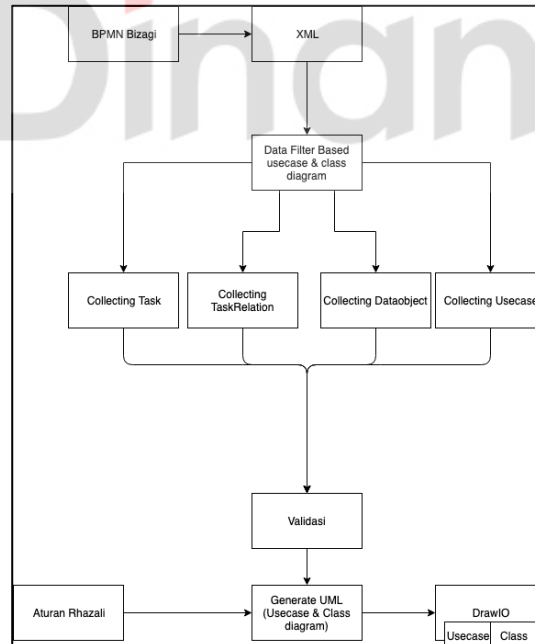 Dinam
BPMN Bizagi
XML
Data Filter Based
usecase & class
diagram
Collecting Task
Collecting
TaskRelation
Collecting Dataobject
Collecting Usecase
Validasi
Aturan Rhazali
Generate UML
(Usecase & Class
diagram)
DrawIO
Usecase
Class